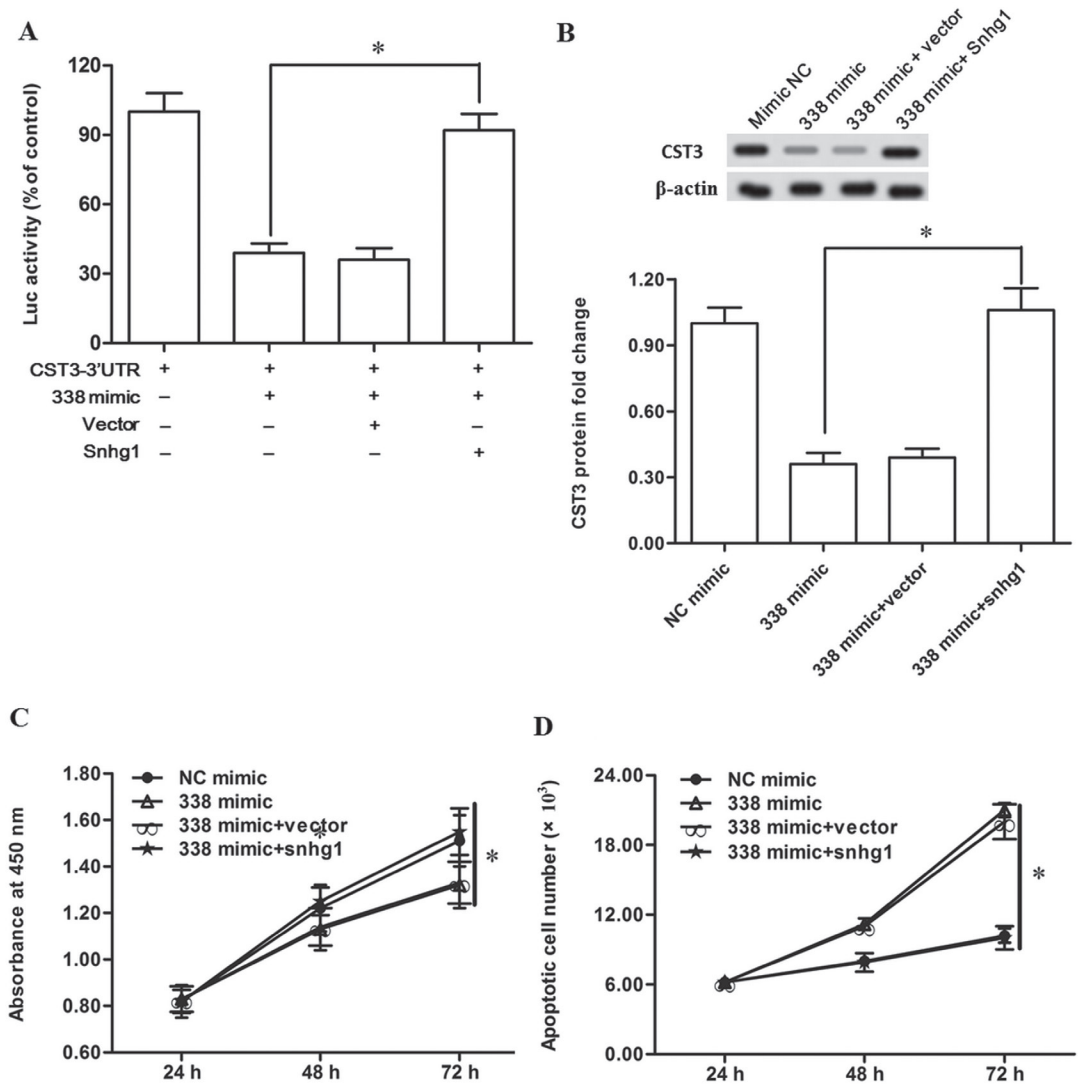 A
Luc activity (% of control)
120
90
60
30
0
*
CST3-3'UTR + + + +
338 mimic – + + +
Vector – – + –
Snhg1 – – – +
B
Mimic NC
338 mimic
338 mimic + vector
338 mimic+ Snhg1
CST3
β-actin
CST3 protein fold change
1.20
0.90
0.60
0.30
0.00
*
NC mimic
338 mimic
338 mimic+vector
338 mimic+snhg1
C
Absorbance at 450 nm
1.80
1.60
1.40
1.20
1.00
0.80
0.60
NC mimic
338 mimic
338 mimic+vector
338 mimic+snhg1
*
*
24 h 48 h 72 h
D
Apoptotic cell number (× 10³)
24.00
18.00
12.00
6.00
0.00
NC mimic
338 mimic
338 mimic+vector
338 mimic+snhg1
*
24 h 48 h 72 h